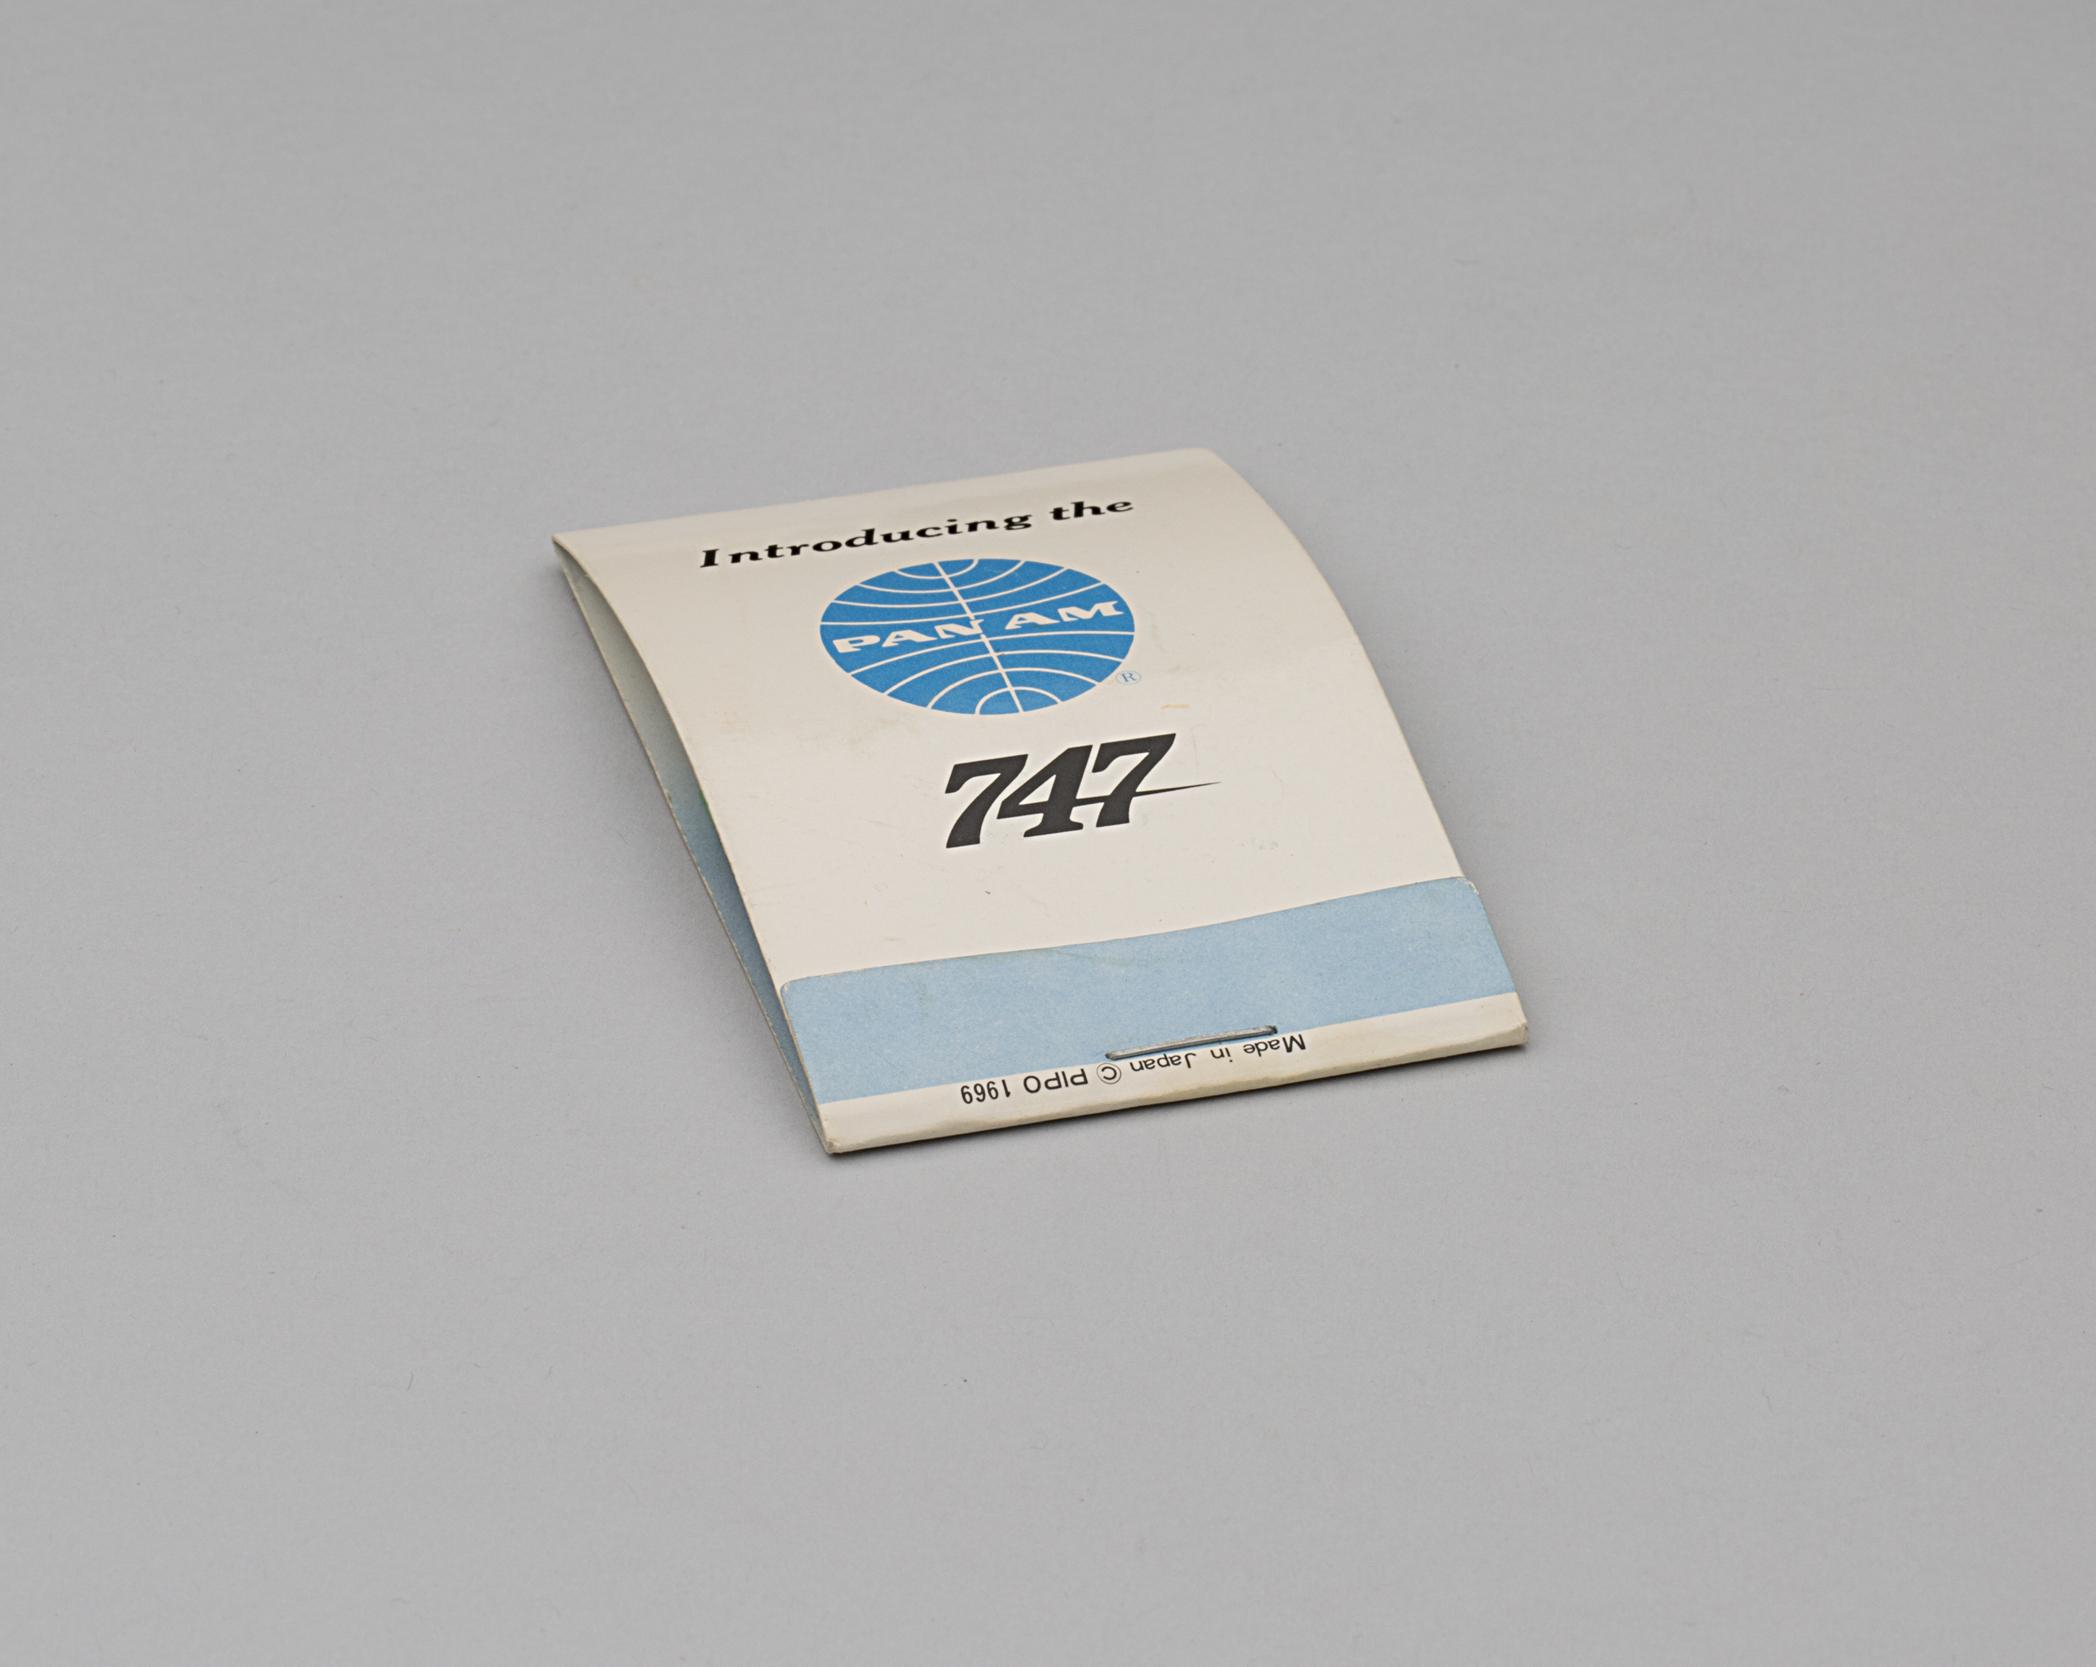 Introducing the
PAN AM
®
747
Made in Japan © PIPO 1969